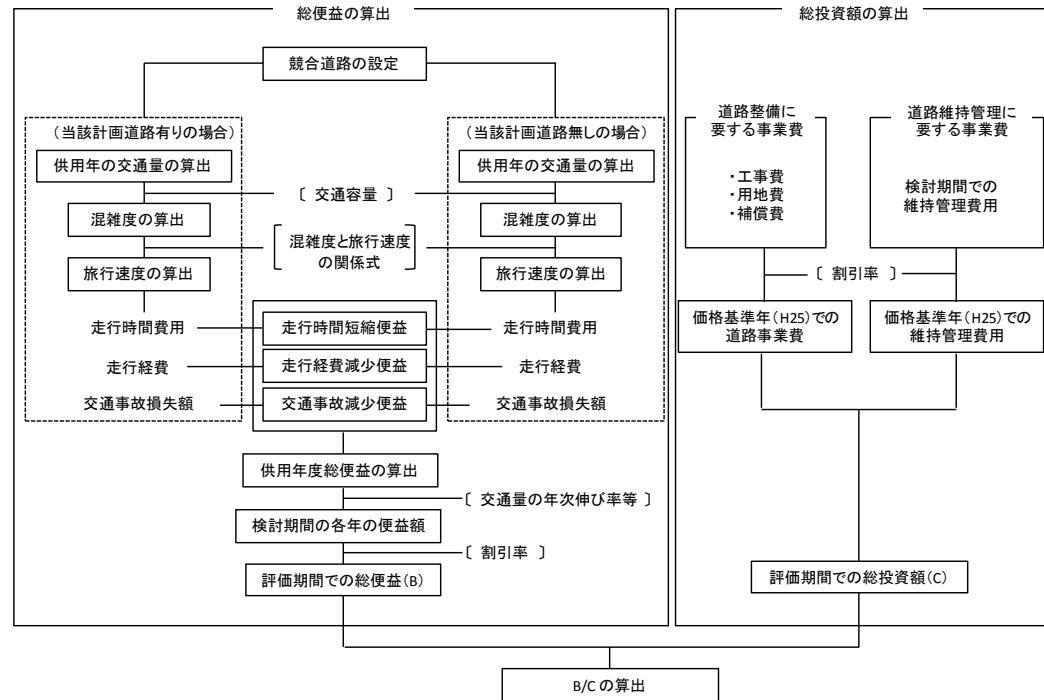 総便益の算出
競合道路の設定
（当該計画道路有りの場合）
供用年の交通量の算出
混雑度の算出
旅行速度の算出
走行時間費用
走行経費
交通事故損失額
〔 交通容量 〕
混雑度と旅行速度
の関係式
走行時間短縮便益
走行経費減少便益
交通事故減少便益
（当該計画道路無しの場合）
供用年の交通量の算出
混雑度の算出
旅行速度の算出
走行時間費用
走行経費
交通事故損失額
供用年度総便益の算出
〔 交通量の年次伸び率等 〕
検討期間の各年の便益額
〔 割引率 〕
評価期間での総便益(B)
総投資額の算出
道路整備に
要する事業費
・工事費
・用地費
・補償費
道路維持管理に
要する事業費
検討期間での
維持管理費用
〔 割引率 〕
価格基準年(H25)での
道路事業費
価格基準年(H25)での
維持管理費用
評価期間での総投資額(C)
B/C の算出